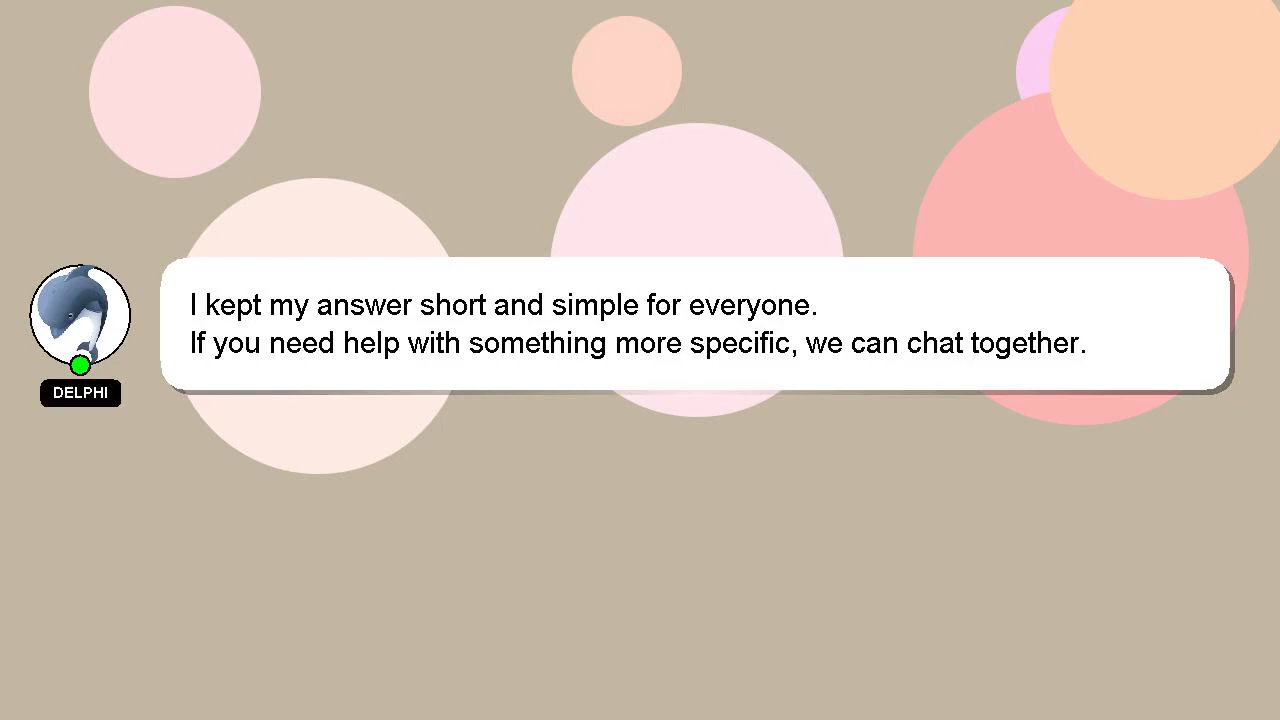 I kept my answer short and simple for everyone.
If you need help with something more specific, we can chat together.
DELPHI